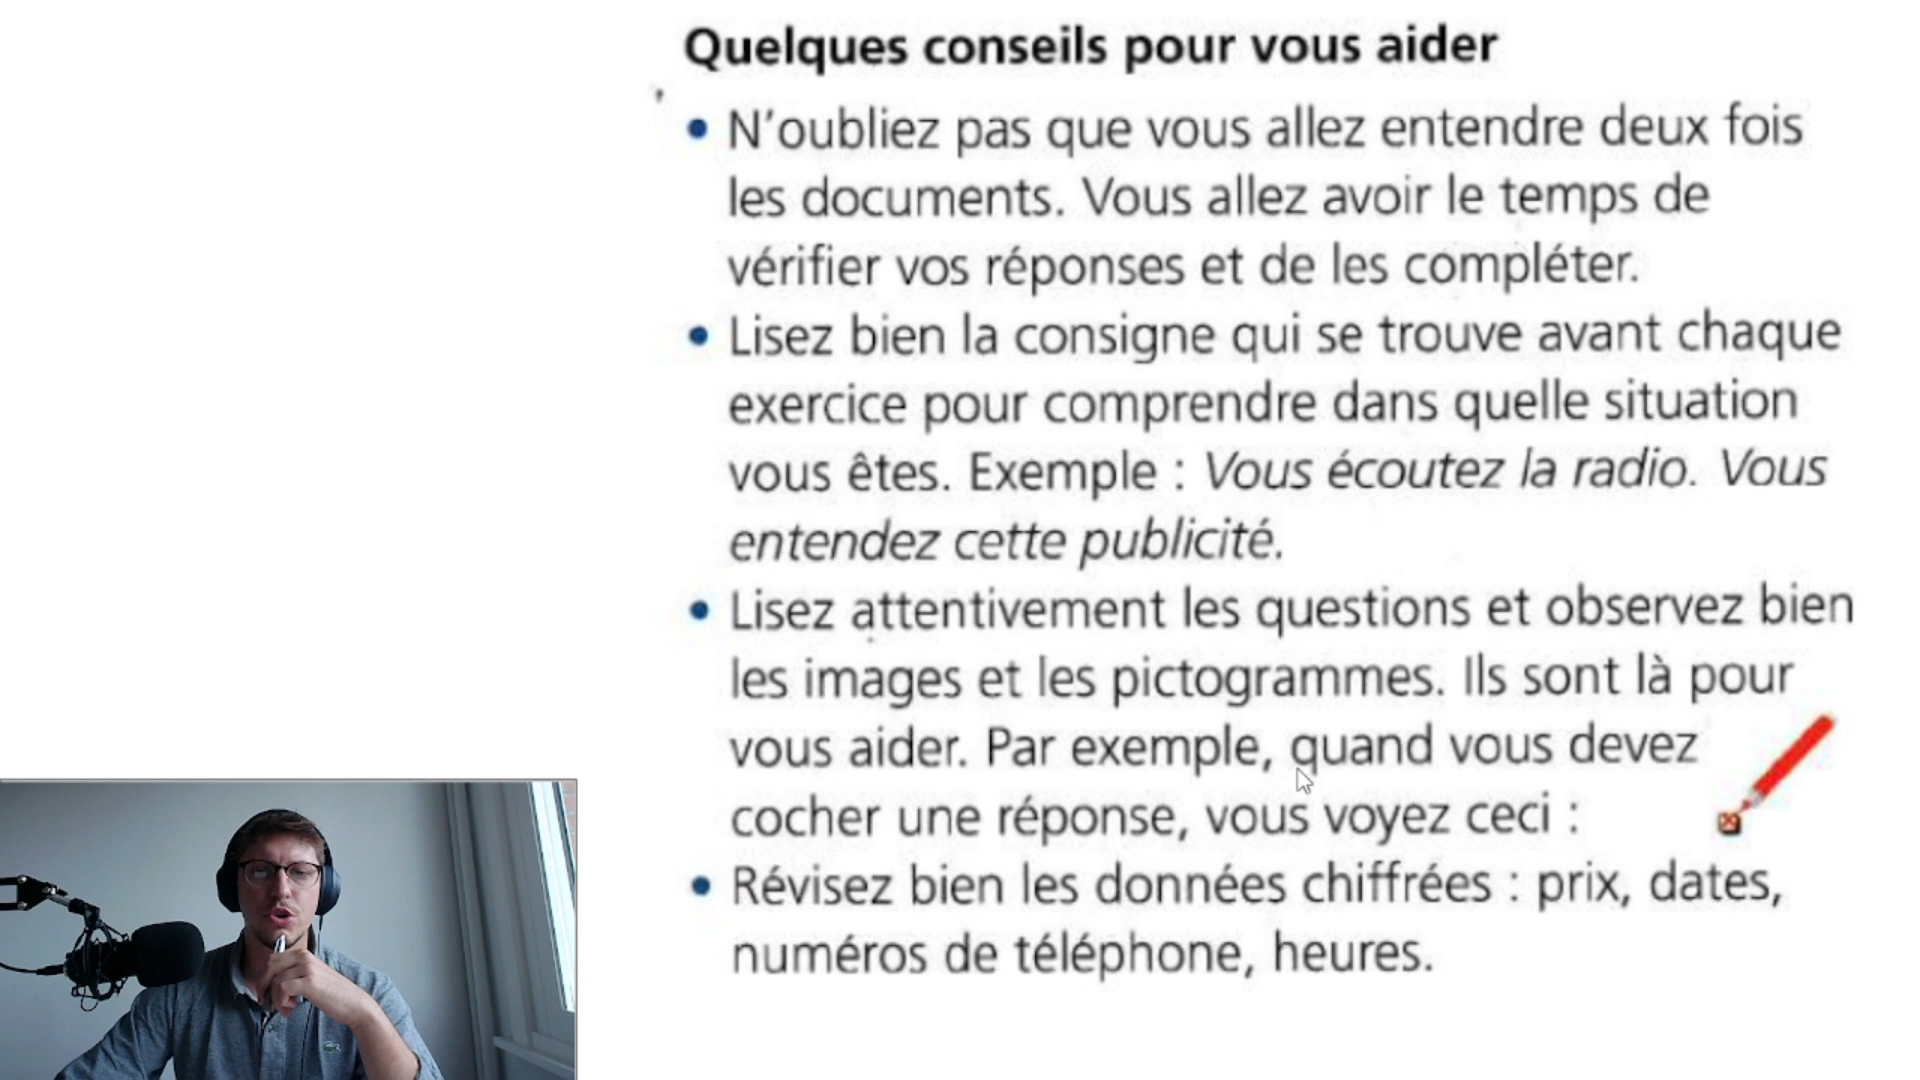 Quelques conseils pour vous aider
• N'oubliez pas que vous allez entendre deux fois
les documents. Vous allez avoir le temps de
vérifier vos réponses et de les compléter.
• Lisez bien la consigne qui se trouve avant chaque
exercice pour comprendre dans quelle situation
vous êtes. Exemple : Vous écoutez la radio. Vous
entendez cette publicité.
• Lisez attentivement les questions et observez bien
les images et les pictogrammes. Ils sont là pour
vous aider. Par exemple, quand vous devez
cocher une réponse, vous voyez ceci :
• Révisez bien les données chiffrées : prix, dates,
numéros de téléphone, heures.